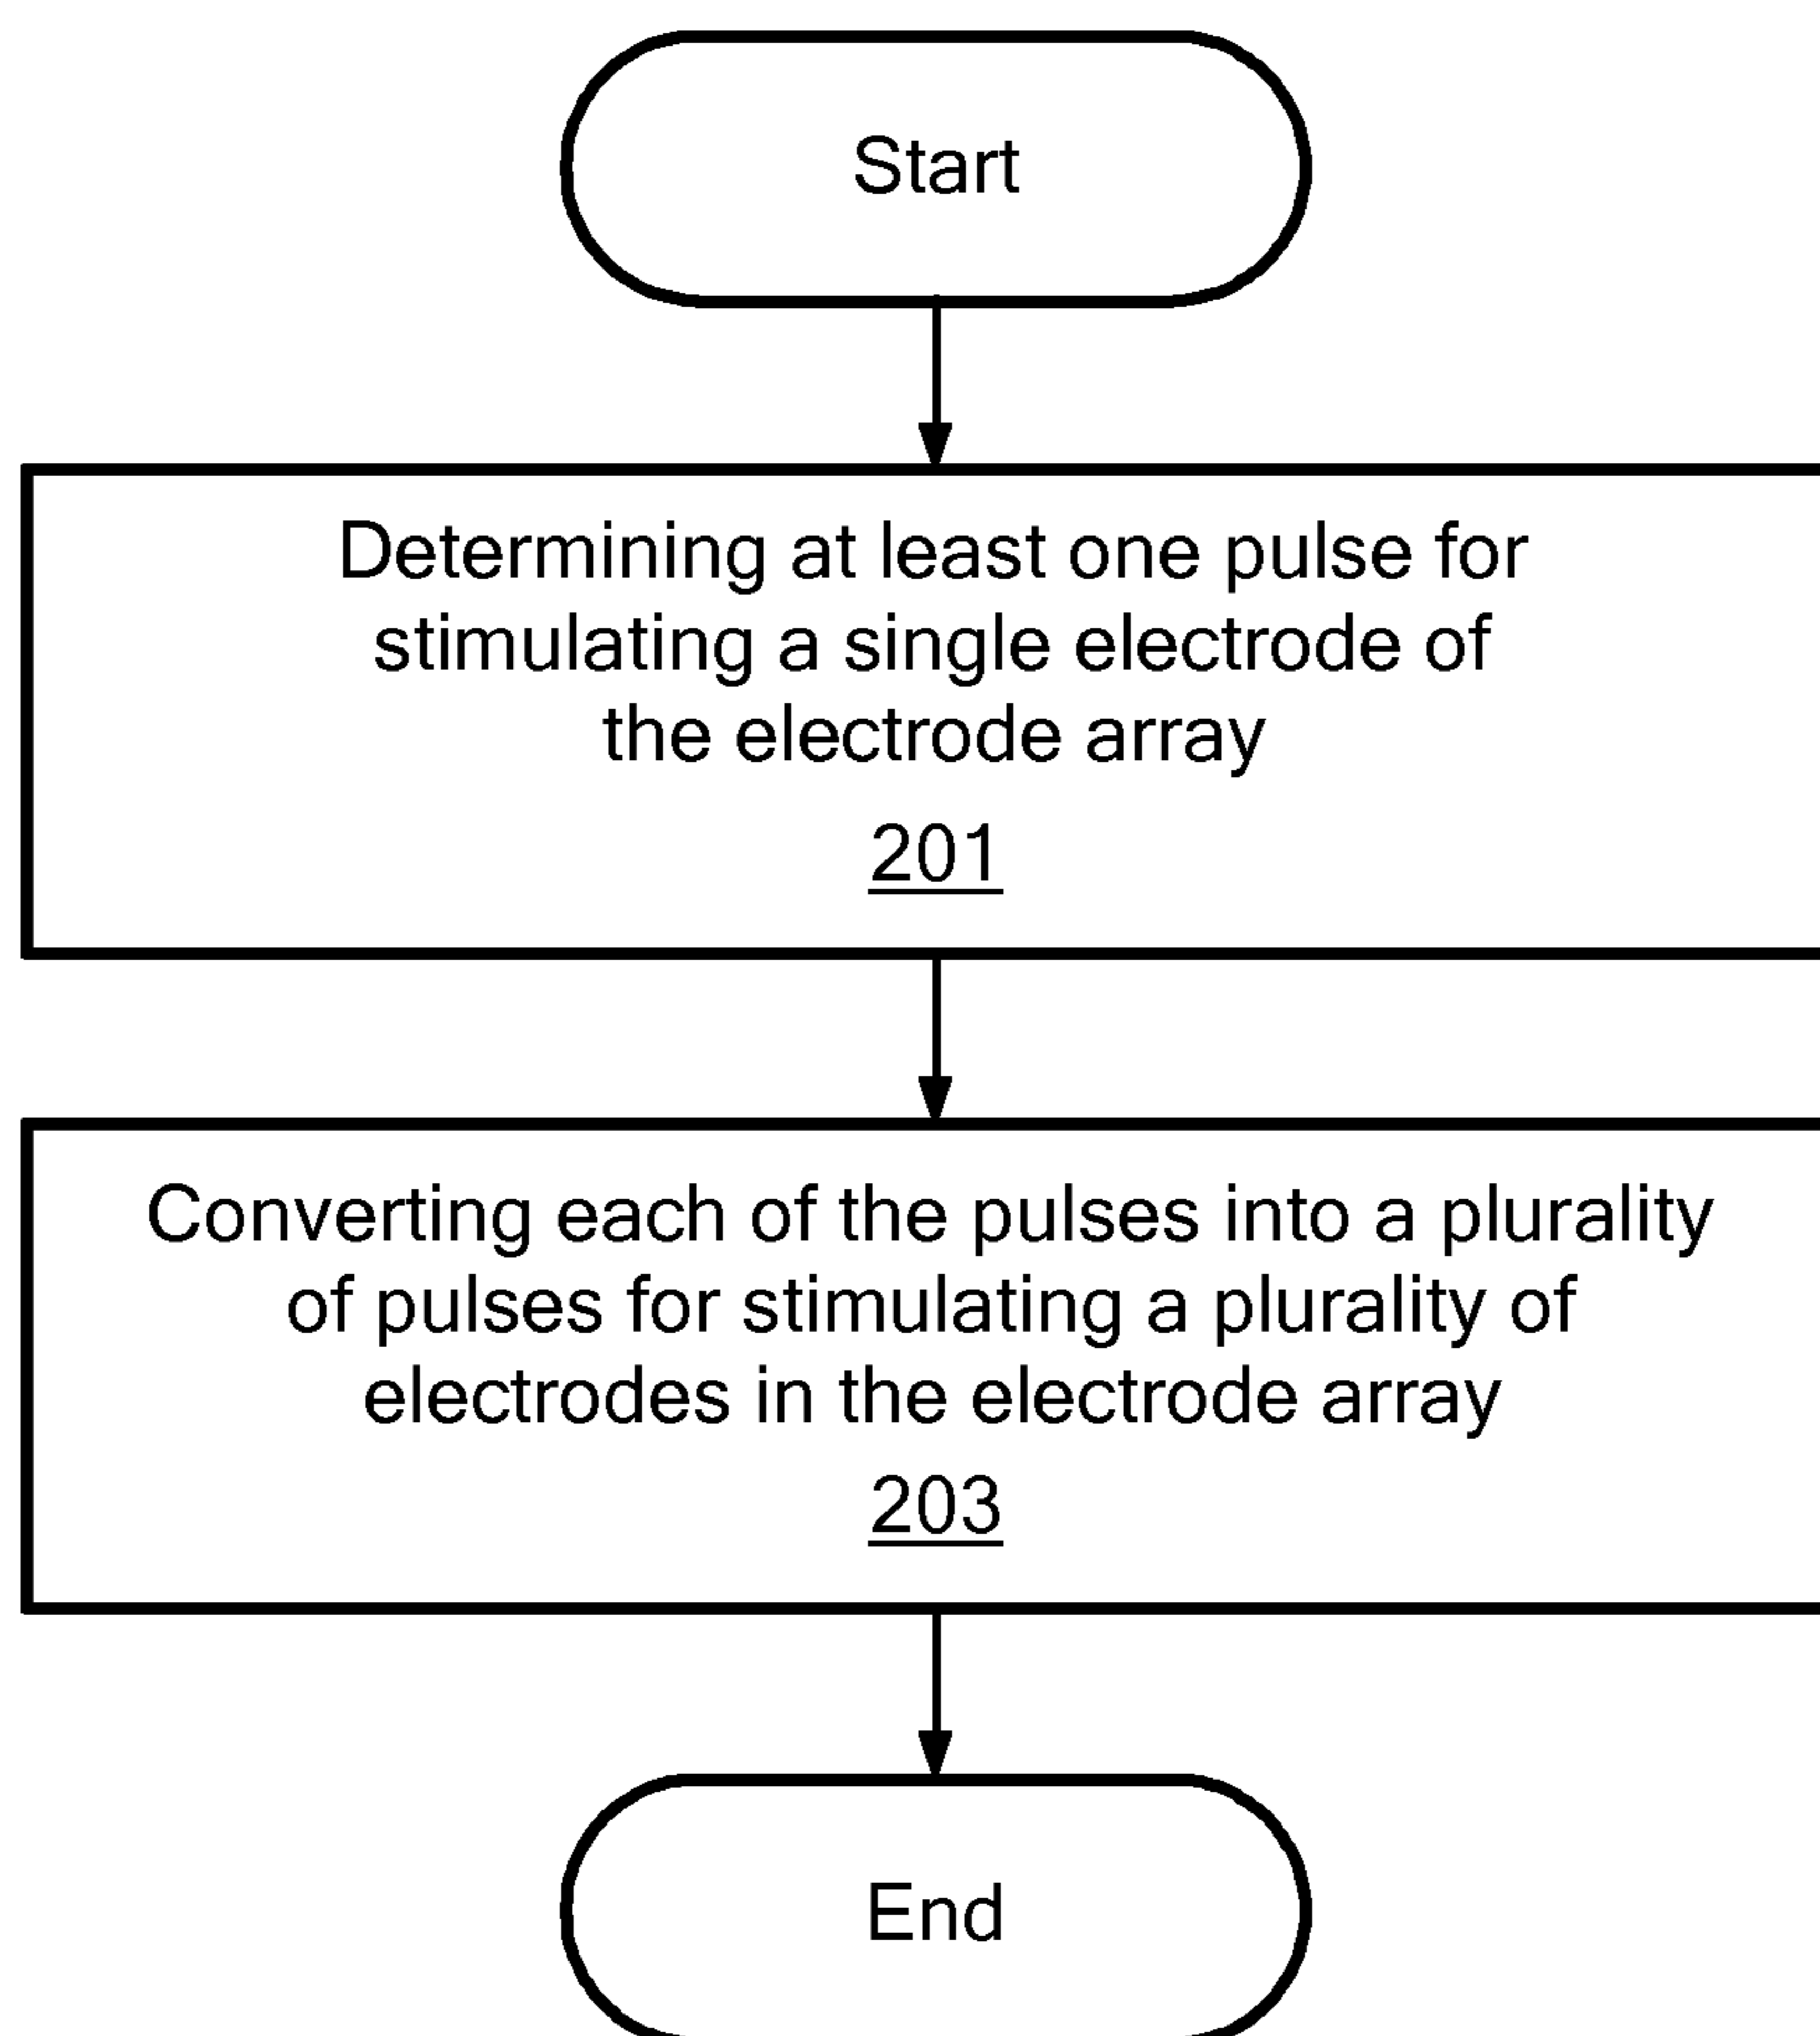 Start
Determining at least one pulse for
stimulating a single electrode of
the electrode array
201
Converting each of the pulses into a plurality
of pulses for stimulating a plurality of
electrodes in the electrode array
203
End